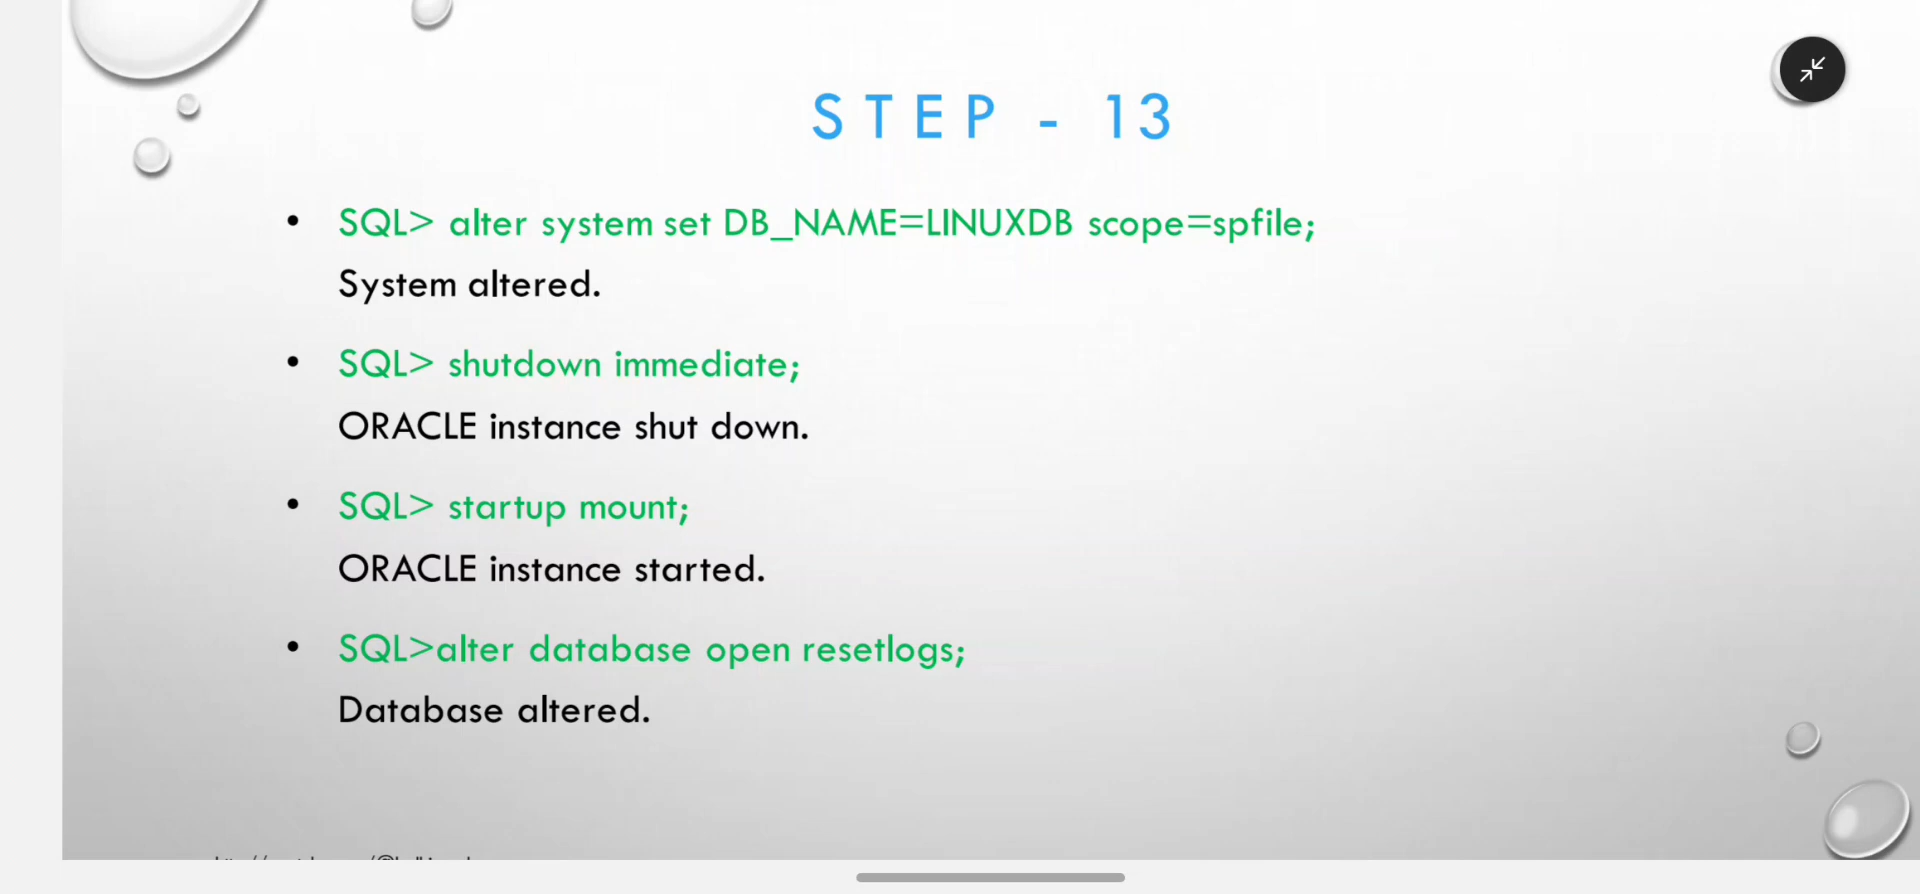 STEP - 13
• SQL> alter system set DB_NAME=LINUXDB scope=spfile;
System altered.
• SQL> shutdown immediate;
ORACLE instance shut down.
• SQL> startup mount;
ORACLE instance started.
• SQL>alter database open resetlogs;
Database altered.